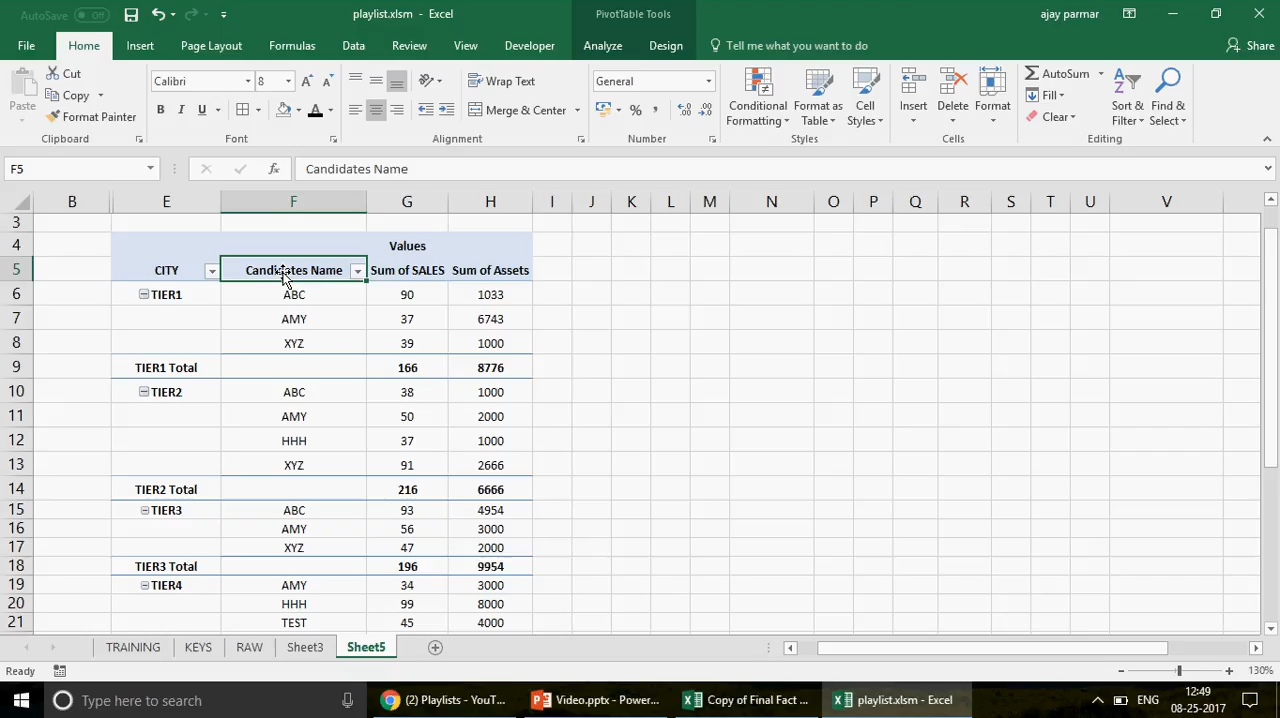 AutoSave Off
playlist.xlsm - Excel
PivotTable Tools
ajay parmar
File Home Insert Page Layout Formulas Data Review View Developer Analyze Design Tell me what you want to do Share
Paste
Cut
Copy
Format Painter
Clipboard
Calibri 8
B I U
Font
Wrap Text
Merge & Center
Alignment
General
%
Number
Conditional Formatting
Format as Table
Cell Styles
Styles
Insert Delete Format
Cells
AutoSum
Fill
Clear
Sort & Filter
Find & Select
Editing
F5 fx Candidates Name
B E F G H I J K L M N O P Q R S T U V
3
4 Values
5 CITY Candidates Name Sum of SALES Sum of Assets
6 TIER1 ABC 90 1033
7 AMY 37 6743
8 XYZ 39 1000
9 TIER1 Total 166 8776
10 TIER2 ABC 38 1000
11 AMY 50 2000
12 HHH 37 1000
13 XYZ 91 2666
14 TIER2 Total 216 6666
15 TIER3 ABC 93 4954
16 AMY 56 3000
17 XYZ 47 2000
18 TIER3 Total 196 9954
19 TIER4 AMY 34 3000
20 HHH 99 8000
21 TEST 45 4000
TRAINING KEYS RAW Sheet3 Sheet5
Ready 130%
Type here to search
(2) Playlists - YouT...
Video.pptx - Power...
Copy of Final Fact ...
playlist.xlsm - Excel
ENG
12:49
08-25-2017